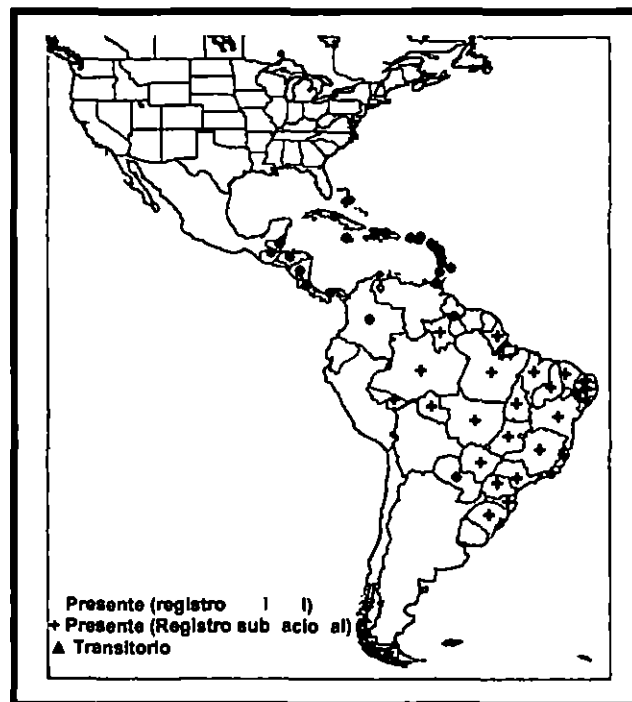 Presente (registro
+ Presente (Registro sub
▲ Transitorio